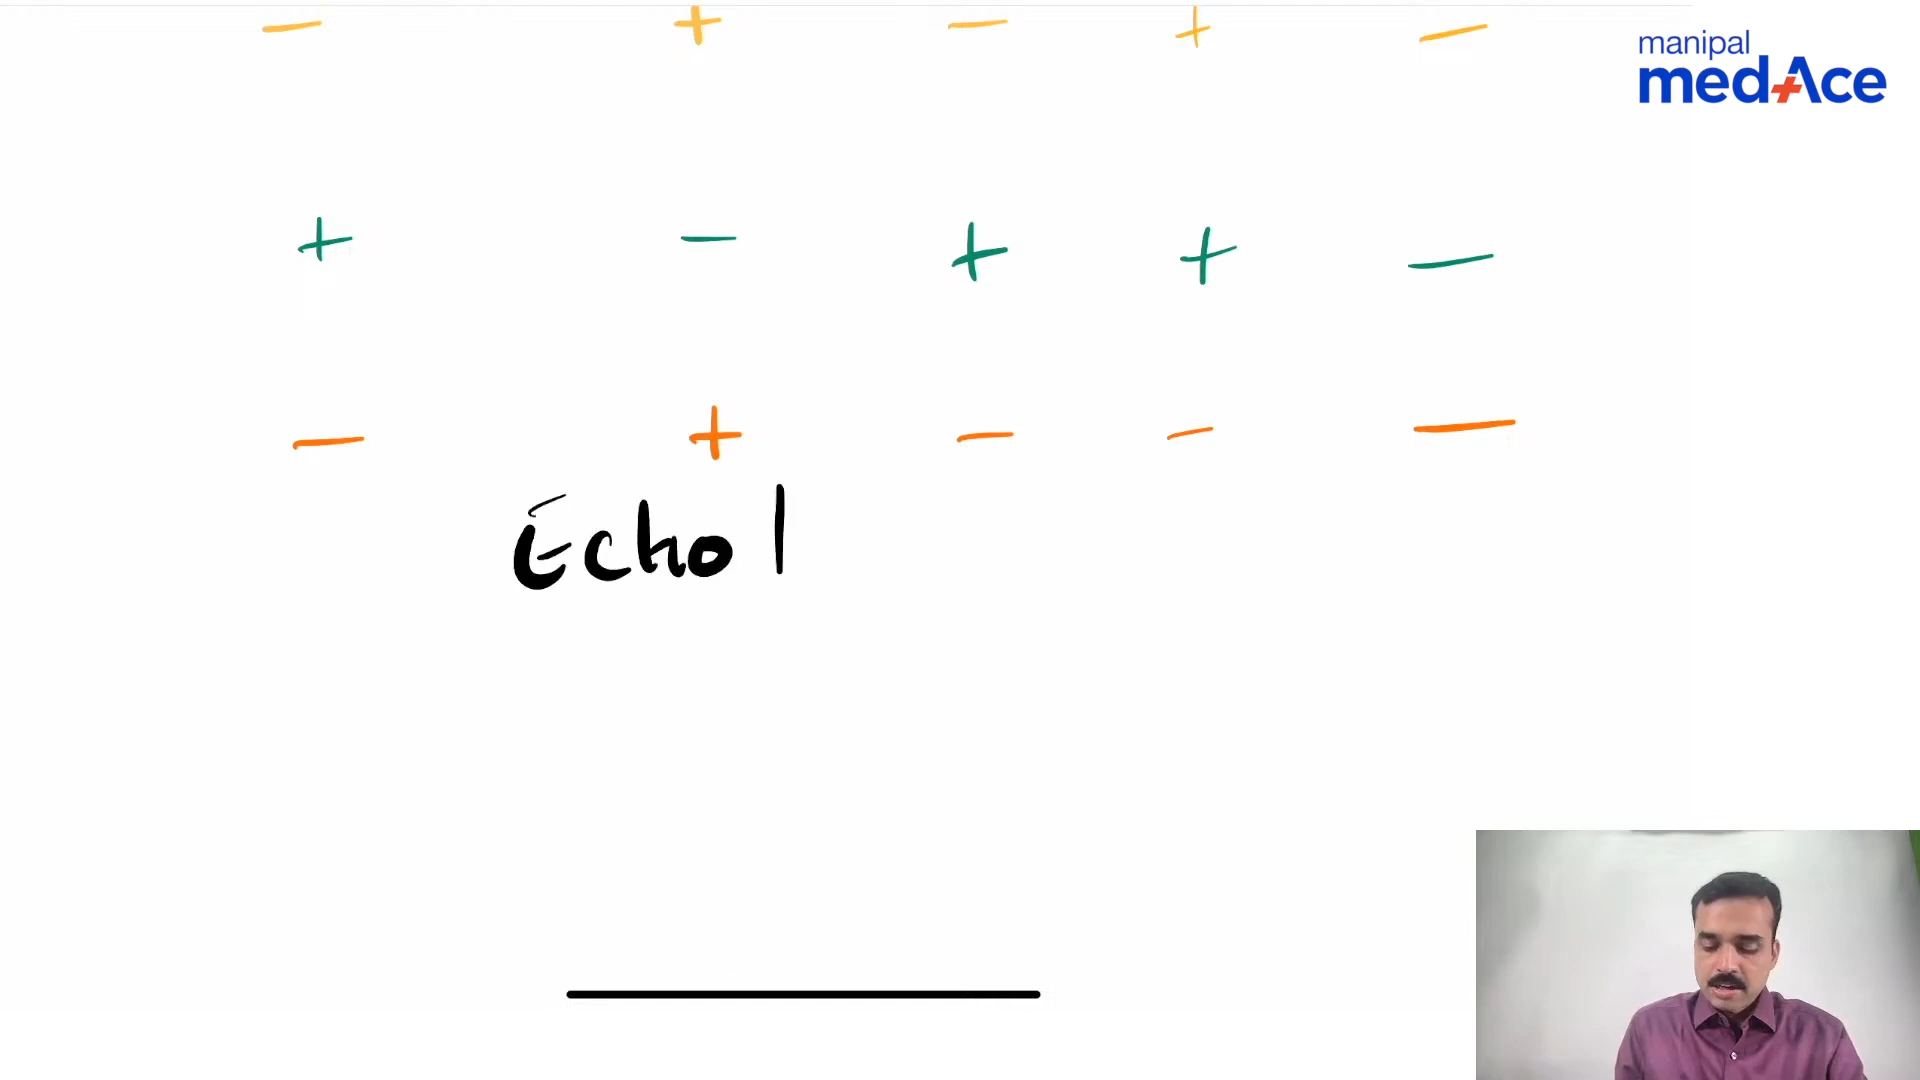 − + − + −
manipal
medAce
+ − + + −
− + − − −
Echo |